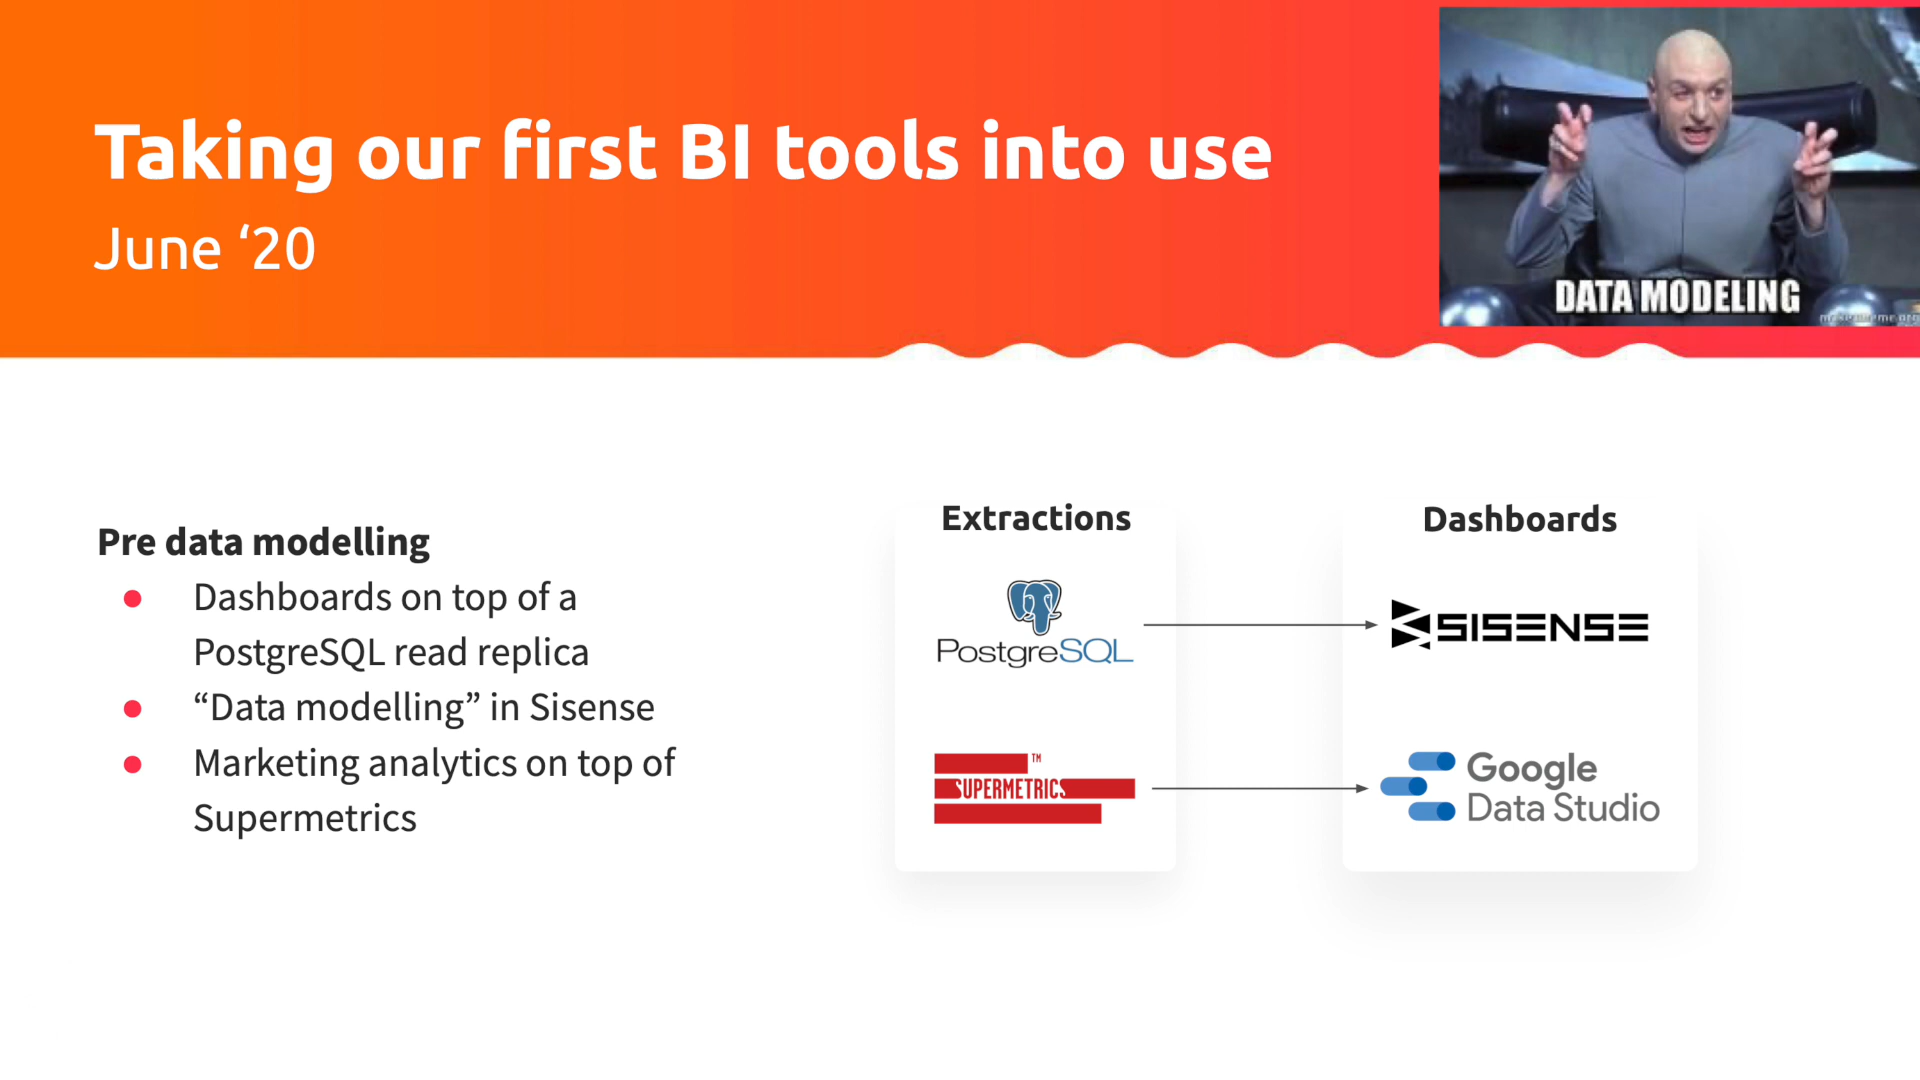 Taking our first BI tools into use
June ‘20
DATA MODELING
Pre data modelling
Dashboards on top of a
PostgreSQL read replica
“Data modelling” in Sisense
Marketing analytics on top of
Supermetrics
Extractions
PostgreSQL
SUPERMETRICS™
Dashboards
SISENSE
Google
Data Studio